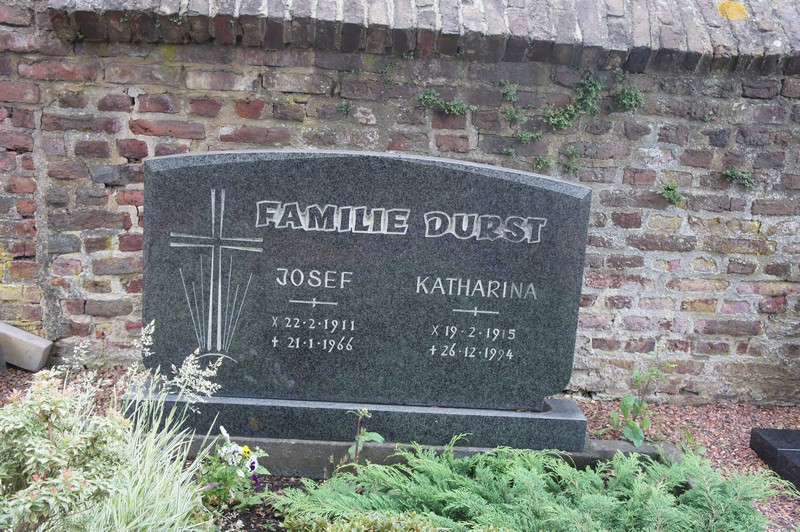 FAMILIE DURST
JOSEF
x 22·2·1911
+ 21·1·1966
KATHARINA
x 19·2·1915
+ 26·12·1994